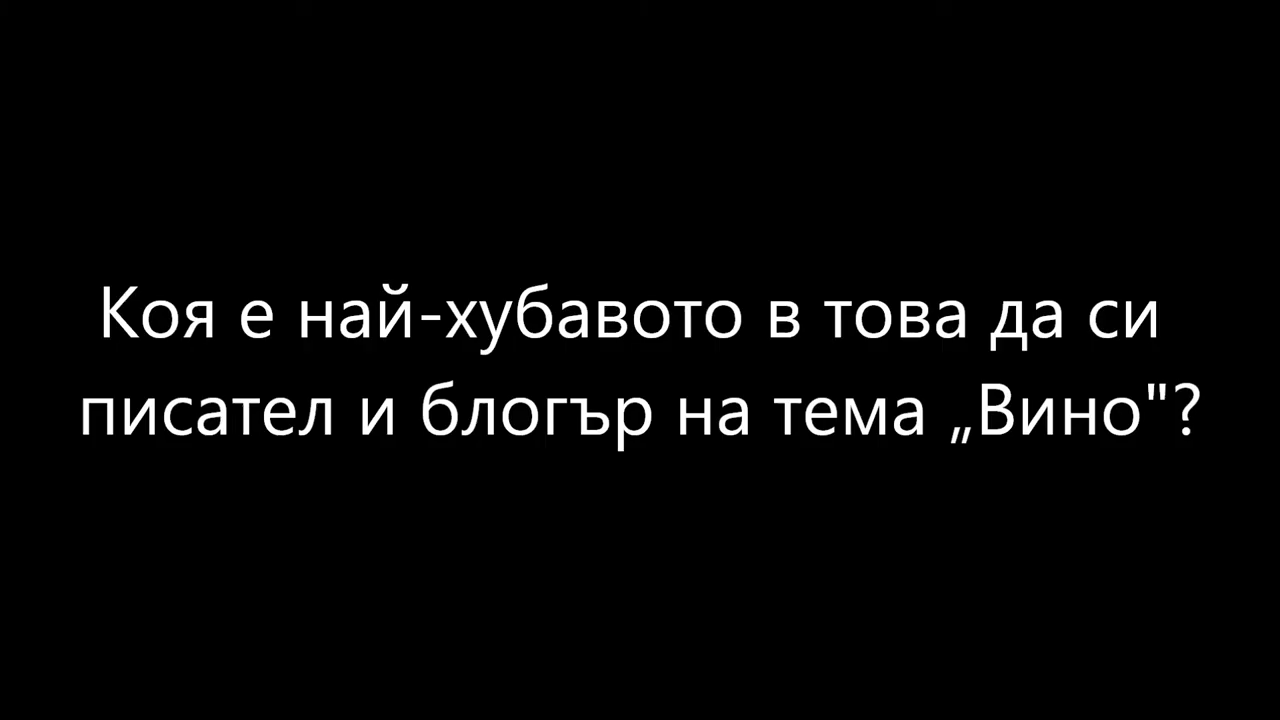 Коя е най-хубавото в това да си
писател и блогър на тема „Вино"?